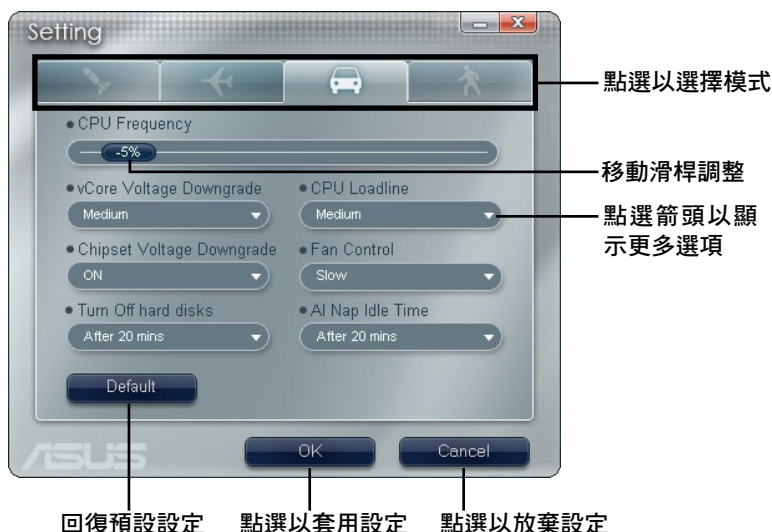 Setting
點選以選擇模式
CPU Frequency
-5%
移動滑桿調整
vCore Voltage Downgrade
CPU Loadline
Medium
Medium
點選箭頭以顯
示更多選項
Chipset Voltage Downgrade
Fan Control
ON
Slow
Turn Off hard disks
AI Nap Idle Time
After 20 mins
After 20 mins
Default
ASUS
OK
Cancel
回復預設設定
點選以套用設定
點選以放棄設定